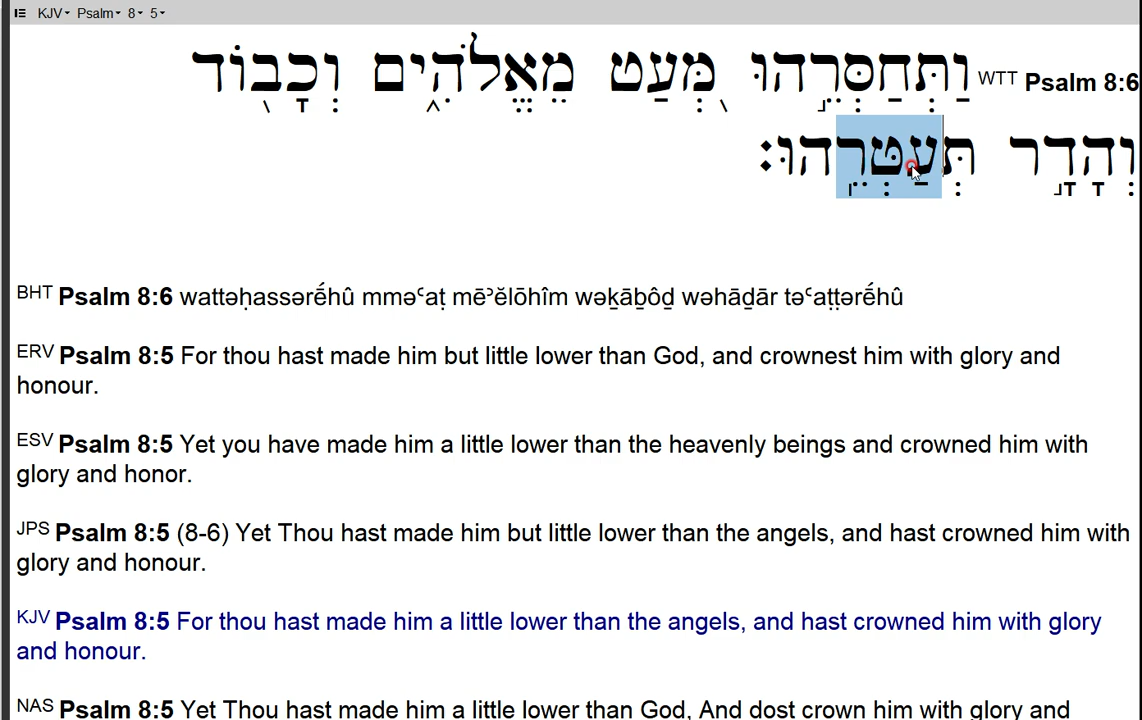 KJV Psalm 8 5
WTT Psalm 8:6 וַתְּחַסְּרֵ֣הוּ מְּ֭עַט מֵאֱלֹהִ֑ים וְכָב֖וֹד
וְהָדָ֣ר תְּעַטְּרֵֽהוּ׃
BHT Psalm 8:6 wattəḥassərḗhû mməʿaṭ mēʾĕlōhîm wəḵāḇôḏ wəhāḏār təʿaṭṭərḗhû
ERV Psalm 8:5 For thou hast made him but little lower than God, and crownest him with glory and
honour.
ESV Psalm 8:5 Yet you have made him a little lower than the heavenly beings and crowned him with
glory and honor.
JPS Psalm 8:5 (8-6) Yet Thou hast made him but little lower than the angels, and hast crowned him with
glory and honour.
KJV Psalm 8:5 For thou hast made him a little lower than the angels, and hast crowned him with glory
and honour.
NAS Psalm 8:5 Yet Thou hast made him a little lower than God, And dost crown him with glory and